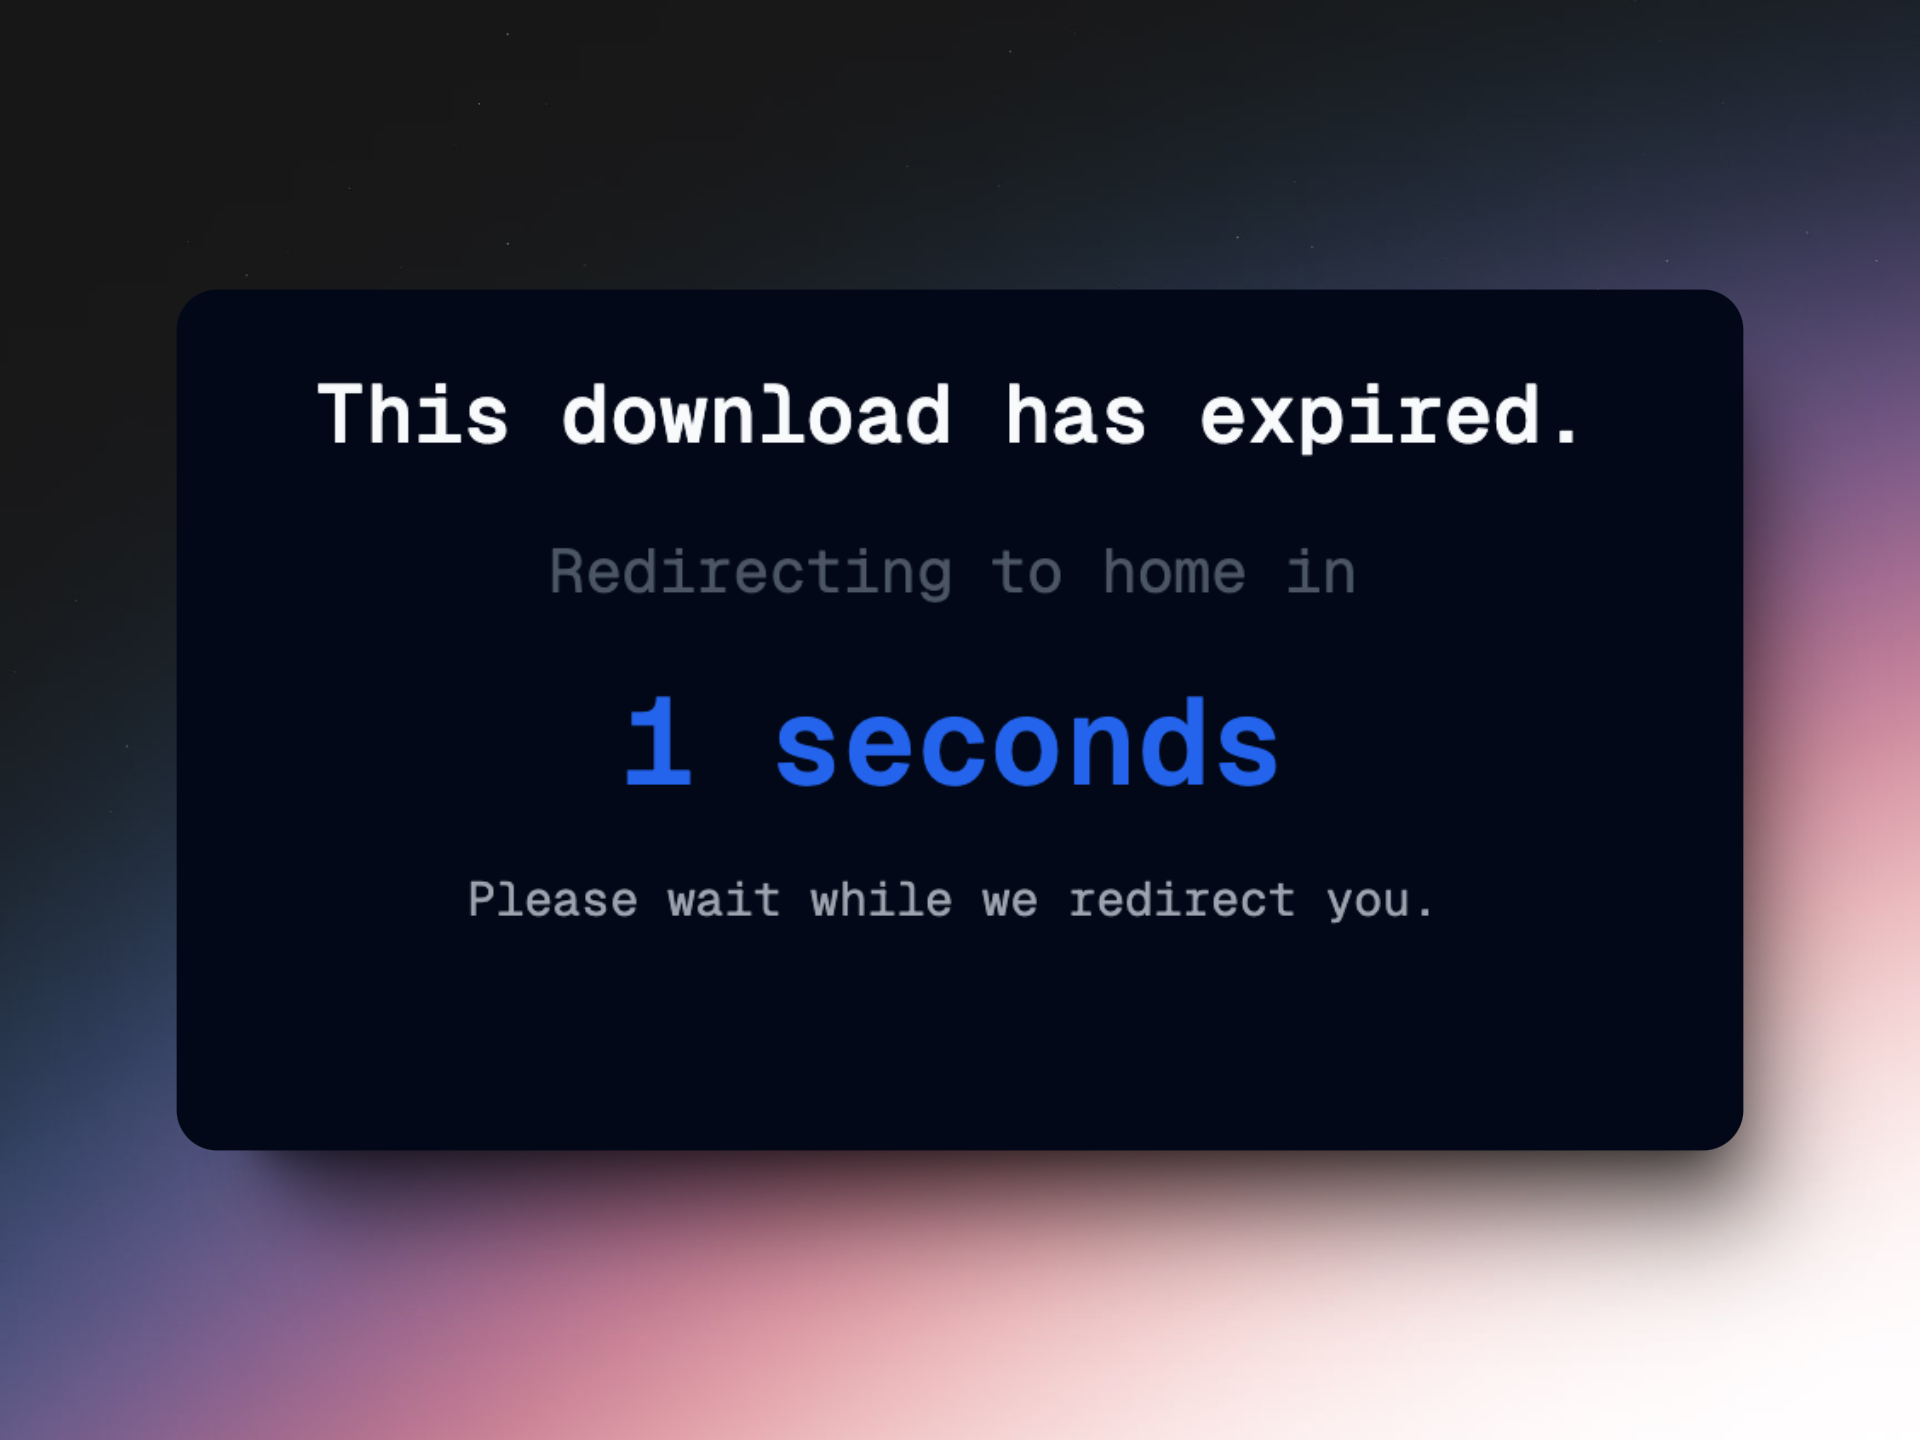 This download has expired.
Redirecting to home in
1 seconds
Please wait while we redirect you.